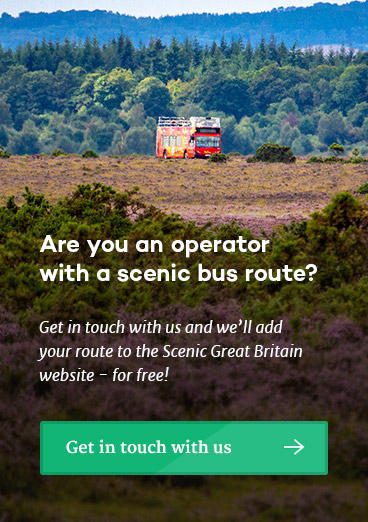 Are you an operator
with a scenic bus route?
Get in touch with us and we'll add
your route to the Scenic Great Britain
website – for free!
Get in touch with us